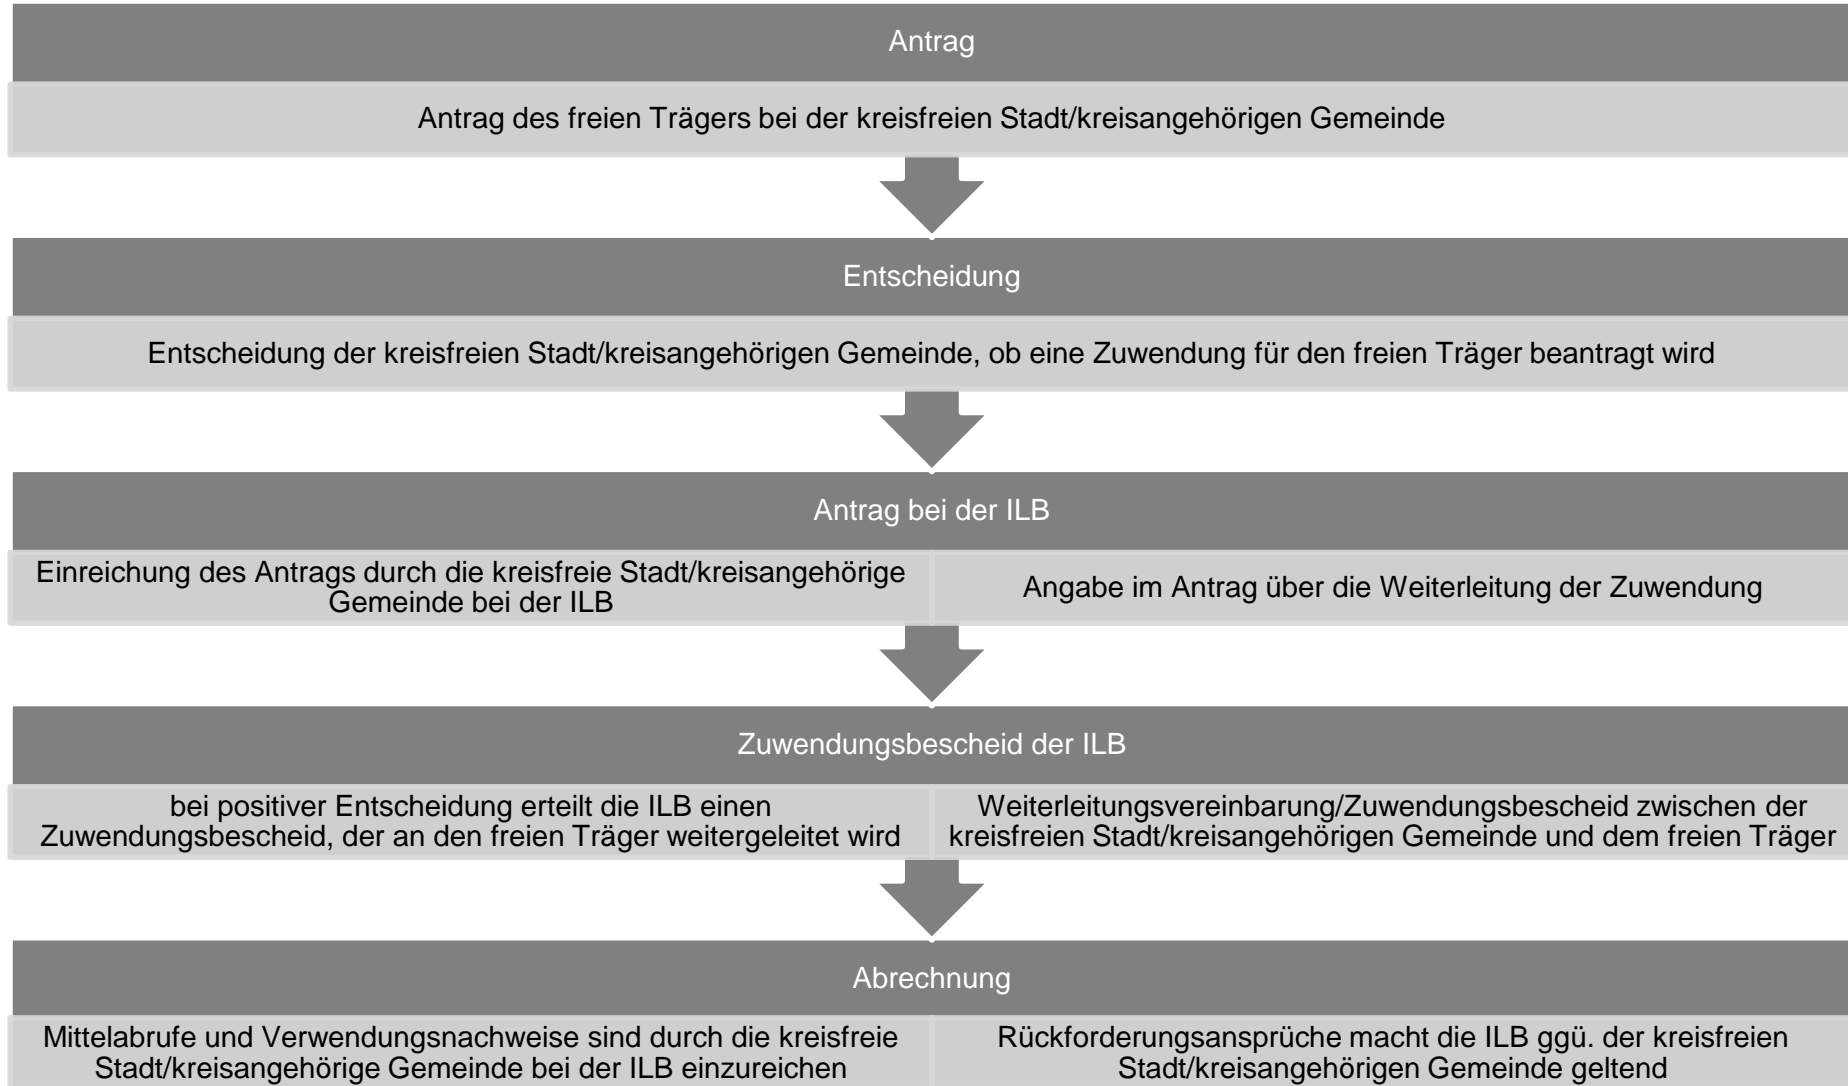 Antrag
Antrag des freien Trägers bei der kreisfreien Stadt/kreisangehörigen Gemeinde
Entscheidung
Entscheidung der kreisfreien Stadt/kreisangehörigen Gemeinde, ob eine Zuwendung für den freien Träger beantragt wird
Antrag bei der ILB
Einreichung des Antrags durch die kreisfreie Stadt/kreisangehörige
Gemeinde bei der ILB
Angabe im Antrag über die Weiterleitung der Zuwendung
Zuwendungsbescheid der ILB
bei positiver Entscheidung erteilt die ILB einen
Zuwendungsbescheid, der an den freien Träger weitergeleitet wird
Weiterleitungsvereinbarung/Zuwendungsbescheid zwischen der
kreisfreien Stadt/kreisangehörigen Gemeinde und dem freien Träger
Abrechnung
Mittelabrufe und Verwendungsnachweise sind durch die kreisfreie
Stadt/kreisangehörige Gemeinde bei der ILB einzureichen
Rückforderungsansprüche macht die ILB ggü. der kreisfreien
Stadt/kreisangehörigen Gemeinde geltend